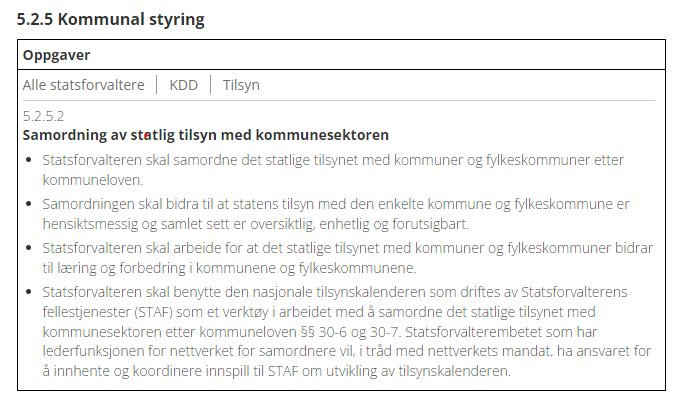 5.2.5 Kommunal styring
Oppgaver
Alle statsforvaltere | KDD | Tilsyn
5.2.5.2
Samordning av statlig tilsyn med kommunesektoren
• Statsforvalteren skal samordne det statlige tilsynet med kommuner og fylkeskommuner etter
kommuneloven.
• Samordningen skal bidra til at statens tilsyn med den enkelte kommune og fylkeskommune er
hensiktsmessig og samlet sett er oversiktlig, enhetlig og forutsigbart.
• Statsforvalteren skal arbeide for at det statlige tilsynet med kommuner og fylkeskommuner bidrar
til læring og forbedring i kommunene og fylkeskommunene.
• Statsforvalteren skal benytte den nasjonale tilsynskalenderen som driftes av Statsforvalterens
fellestjenester (STAF) som et verktøy i arbeidet med å samordne det statlige tilsynet med
kommunesektoren etter kommuneloven §§ 30-6 og 30-7. Statsforvalterembetet som har
lederfunksjonen for nettverket for samordnere vil, i tråd med nettverkets mandat, ha ansvaret for
å innhente og koordinere innspill til STAF om utvikling av tilsynskalenderen.